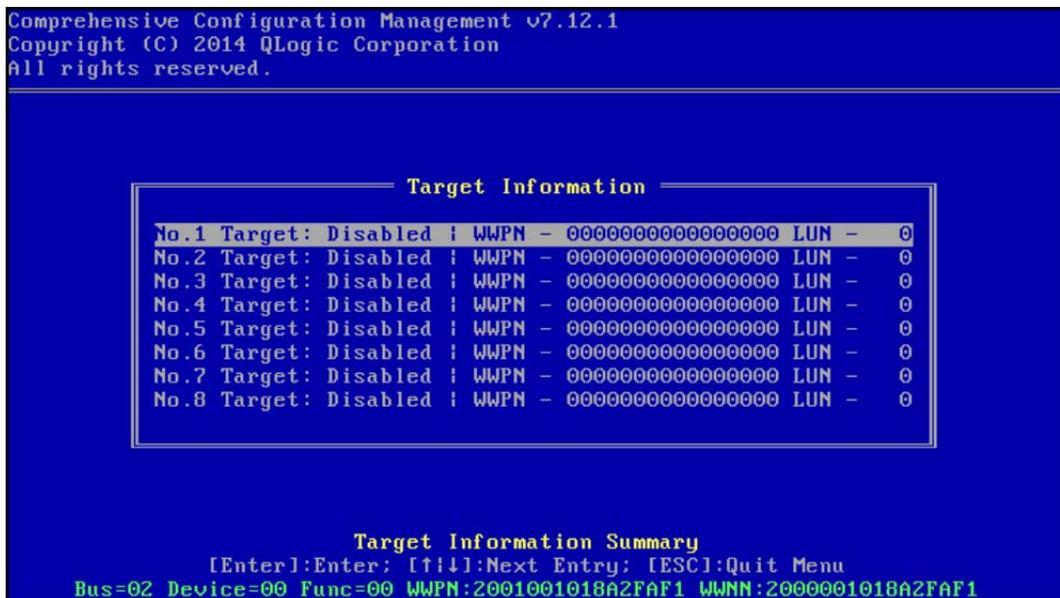 Comprehensive Configuration Management v7.12.1
Copyright (C) 2014 QLogic Corporation
All rights reserved.
Target Information
No.1 Target: Disabled ¦ WWPN - 0000000000000000 LUN - 0
No.2 Target: Disabled ¦ WWPN - 0000000000000000 LUN - 0
No.3 Target: Disabled ¦ WWPN - 0000000000000000 LUN - 0
No.4 Target: Disabled ¦ WWPN - 0000000000000000 LUN - 0
No.5 Target: Disabled ¦ WWPN - 0000000000000000 LUN - 0
No.6 Target: Disabled ¦ WWPN - 0000000000000000 LUN - 0
No.7 Target: Disabled ¦ WWPN - 0000000000000000 LUN - 0
No.8 Target: Disabled ¦ WWPN - 0000000000000000 LUN - 0
Target Information Summary
[Enter]:Enter; [↑¦↓]:Next Entry; [ESC]:Quit Menu
Bus=02 Device=00 Func=00 WWPN:2001001018A2FAF1 WWNN:2000001018A2FAF1